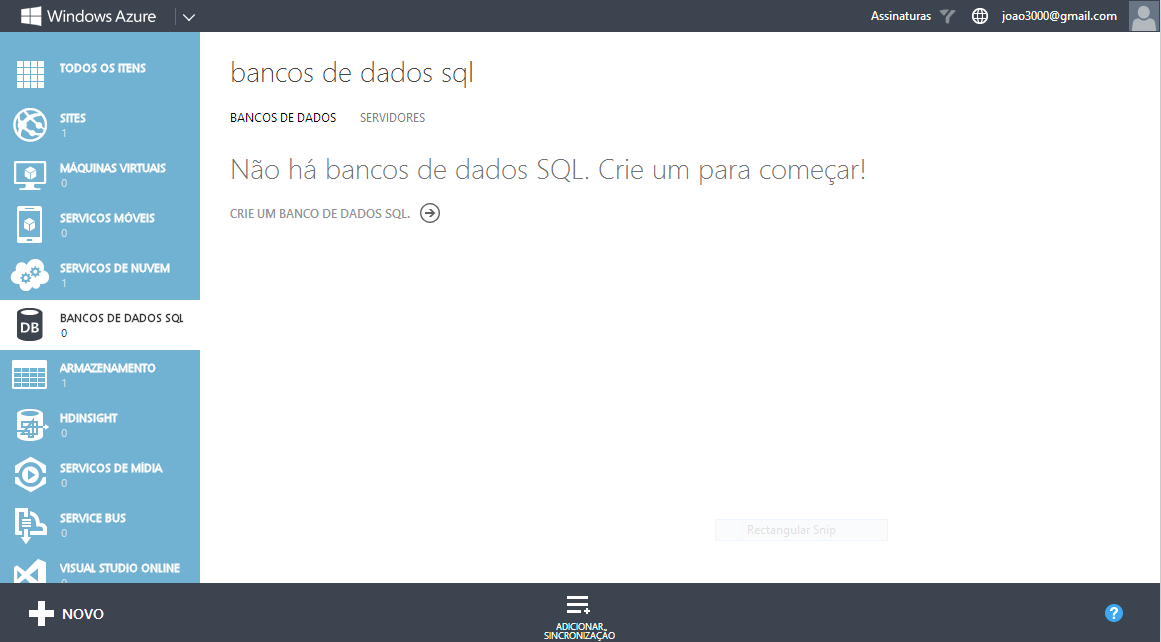 Windows Azure
Assinaturas
joao3000@gmail.com
TODOS OS ITENS
SITES
1
MÁQUINAS VIRTUAIS
0
SERVICOS MÓVEIS
0
SERVICOS DE NUVEM
1
DB
BANCOS DE DADOS SQL
0
ARMAZENAMENTO
1
HDINSIGHT
0
SERVICOS DE MÍDIA
0
SERVICE BUS
0
VISUAL STUDIO ONLINE
0
bancos de dados sql
BANCOS DE DADOS SERVIDORES
Não há bancos de dados SQL. Crie um para começar!
CRIE UM BANCO DE DADOS SQL.
Rectangular Snip
NOVO
ADICIONAR
SINCRONIZAÇÃO
?